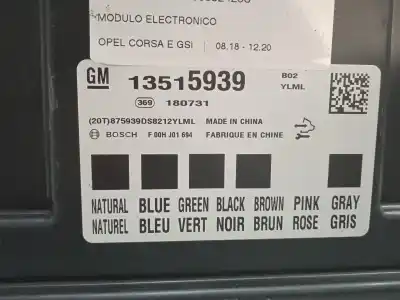 MODULO ELECTRONICO
OPEL CORSA E GSI | 08.18 - 12.20
GM 13515939 B02
YLML
369 180731
(20T)875939DS8212YLML MADE IN CHINA
BOSCH F 00H J01 694 FABRIQUE EN CHINE
NATURAL BLUE GREEN BLACK BROWN PINK GRAY
NATUREL BLEU VERT NOIR BRUN ROSE GRIS